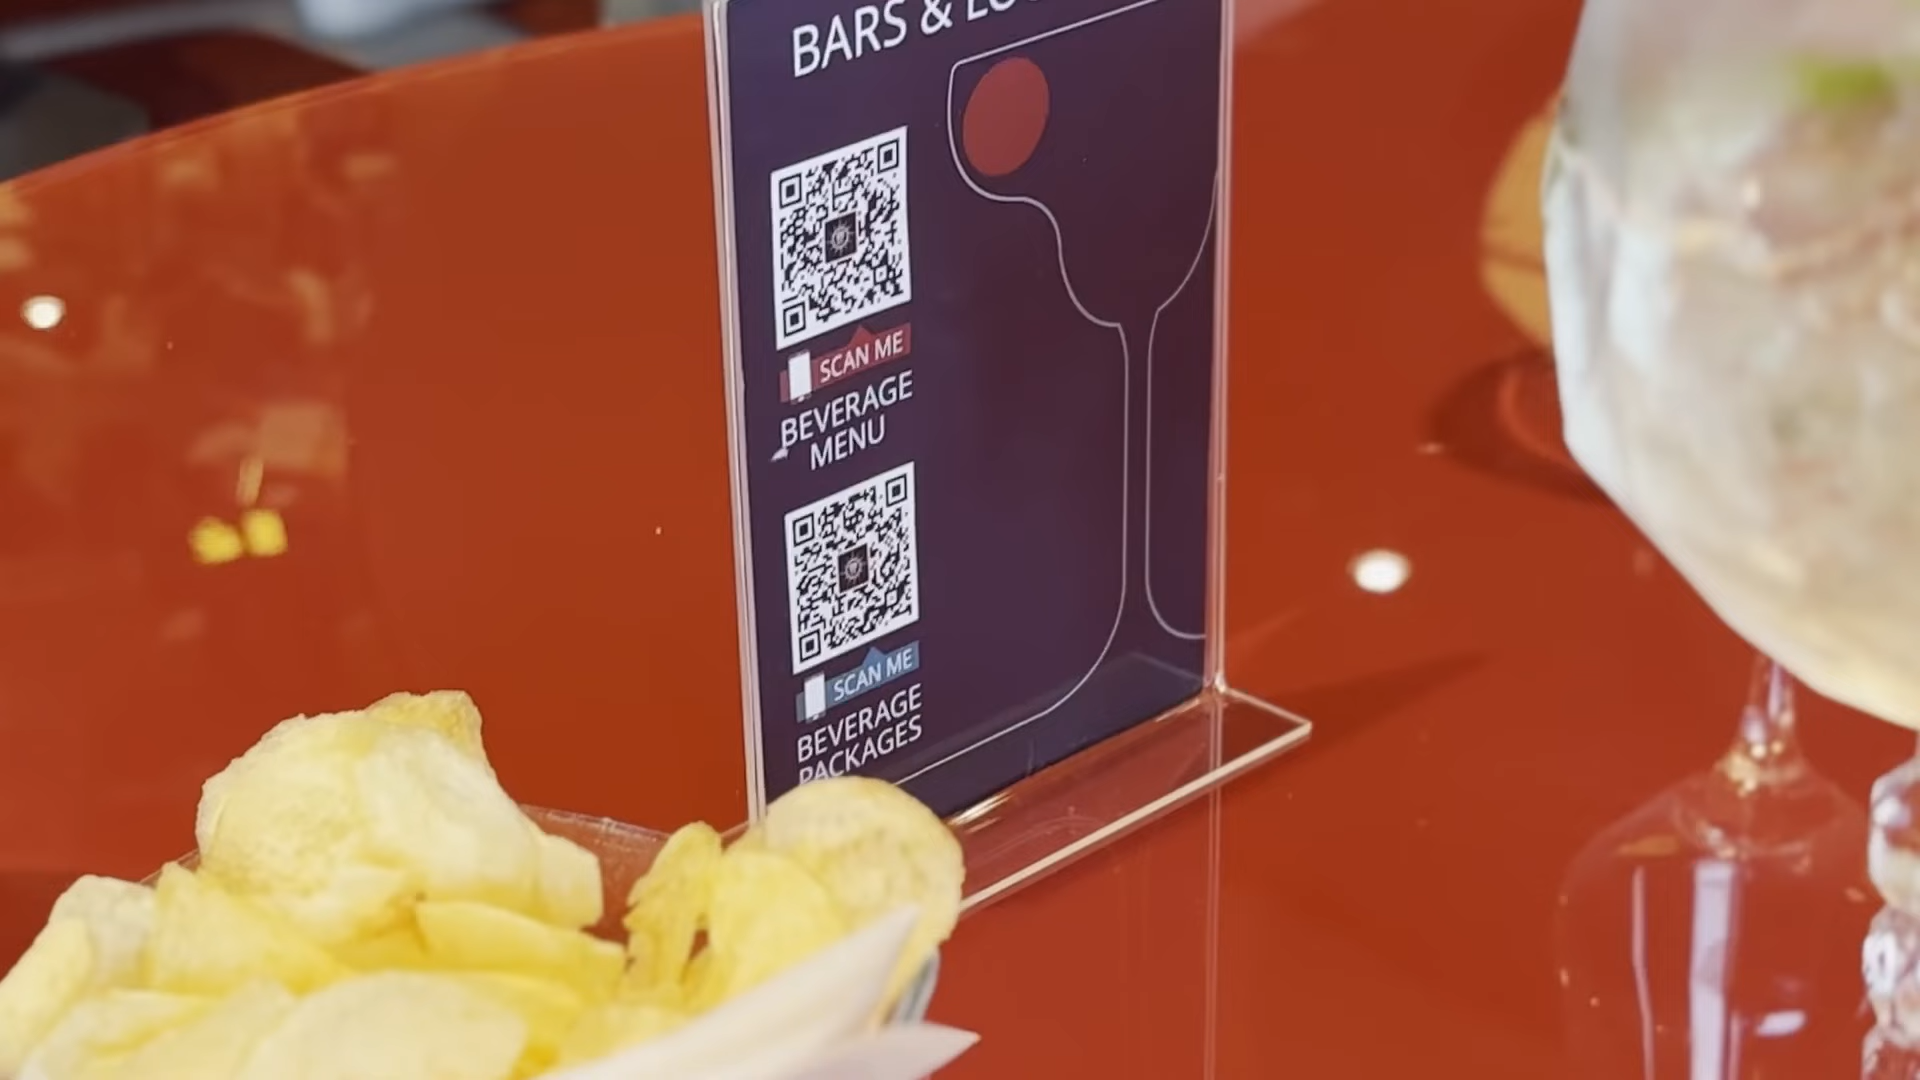 BARS &
SCAN ME
BEVERAGE
MENU
SCAN ME
BEVERAGE
PACKAGES